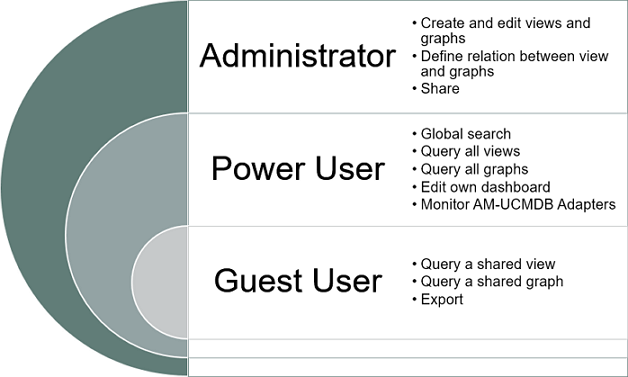 Administrator
• Create and edit views and
graphs
• Define relation between view
and graphs
• Share
Power User
• Global search
• Query all views
• Query all graphs
• Edit own dashboard
• Monitor AM-UCMDB Adapters
Guest User
• Query a shared view
• Query a shared graph
• Export